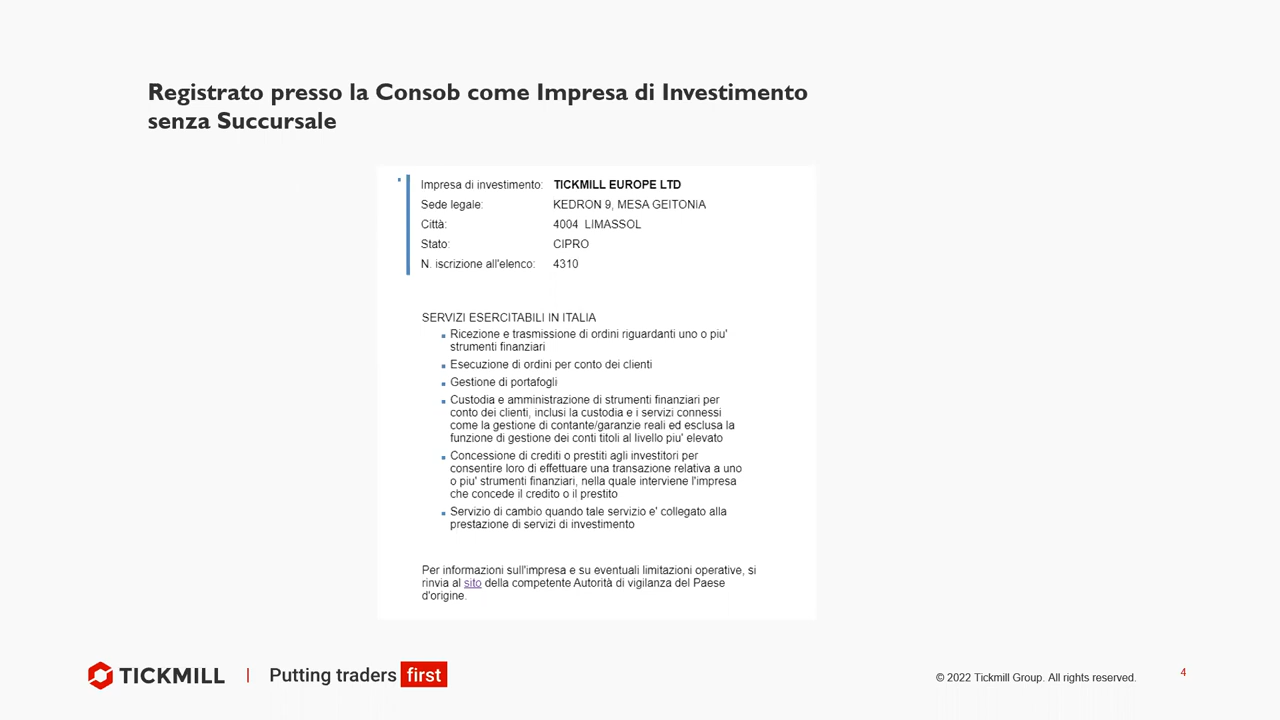 Registrato presso la Consob come Impresa di Investimento
senza Succursale
Impresa di investimento: TICKMILL EUROPE LTD
Sede legale: KEDRON 9, MESA GEITONIA
Città: 4004 LIMASSOL
Stato: CIPRO
N. iscrizione all'elenco: 4310
SERVIZI ESERCITABILI IN ITALIA
Ricezione e trasmissione di ordini riguardanti uno o piu'
strumenti finanziari
Esecuzione di ordini per conto dei clienti
Gestione di portafogli
Custodia e amministrazione di strumenti finanziari per
conto dei clienti, inclusi la custodia e i servizi connessi
come la gestione di contante/garanzie reali ed esclusa la
funzione di gestione dei conti titoli al livello piu' elevato
Concessione di crediti o prestiti agli investitori per
consentire loro di effettuare una transazione relativa a uno
o piu' strumenti finanziari, nella quale interviene l'impresa
che concede il credito o il prestito
Servizio di cambio quando tale servizio e' collegato alla
prestazione di servizi di investimento
Per informazioni sull'impresa e su eventuali limitazioni operative, si
rinvia al sito della competente Autorità di vigilanza del Paese
d'origine.
TICKMILL | Putting traders first
© 2022 Tickmill Group. All rights reserved.
4